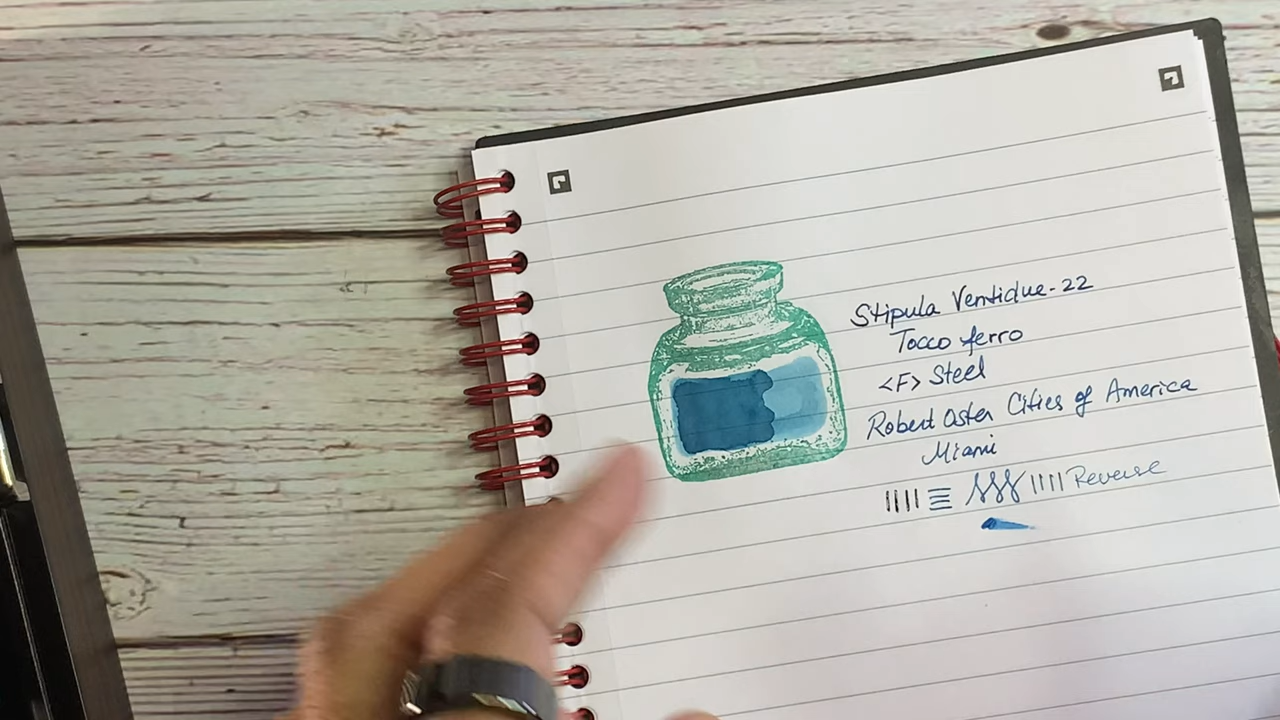 Stipula Ventidue-22
Tocco ferro
<F> Steel
Robert Oster Cities of America
Miami
Reverse